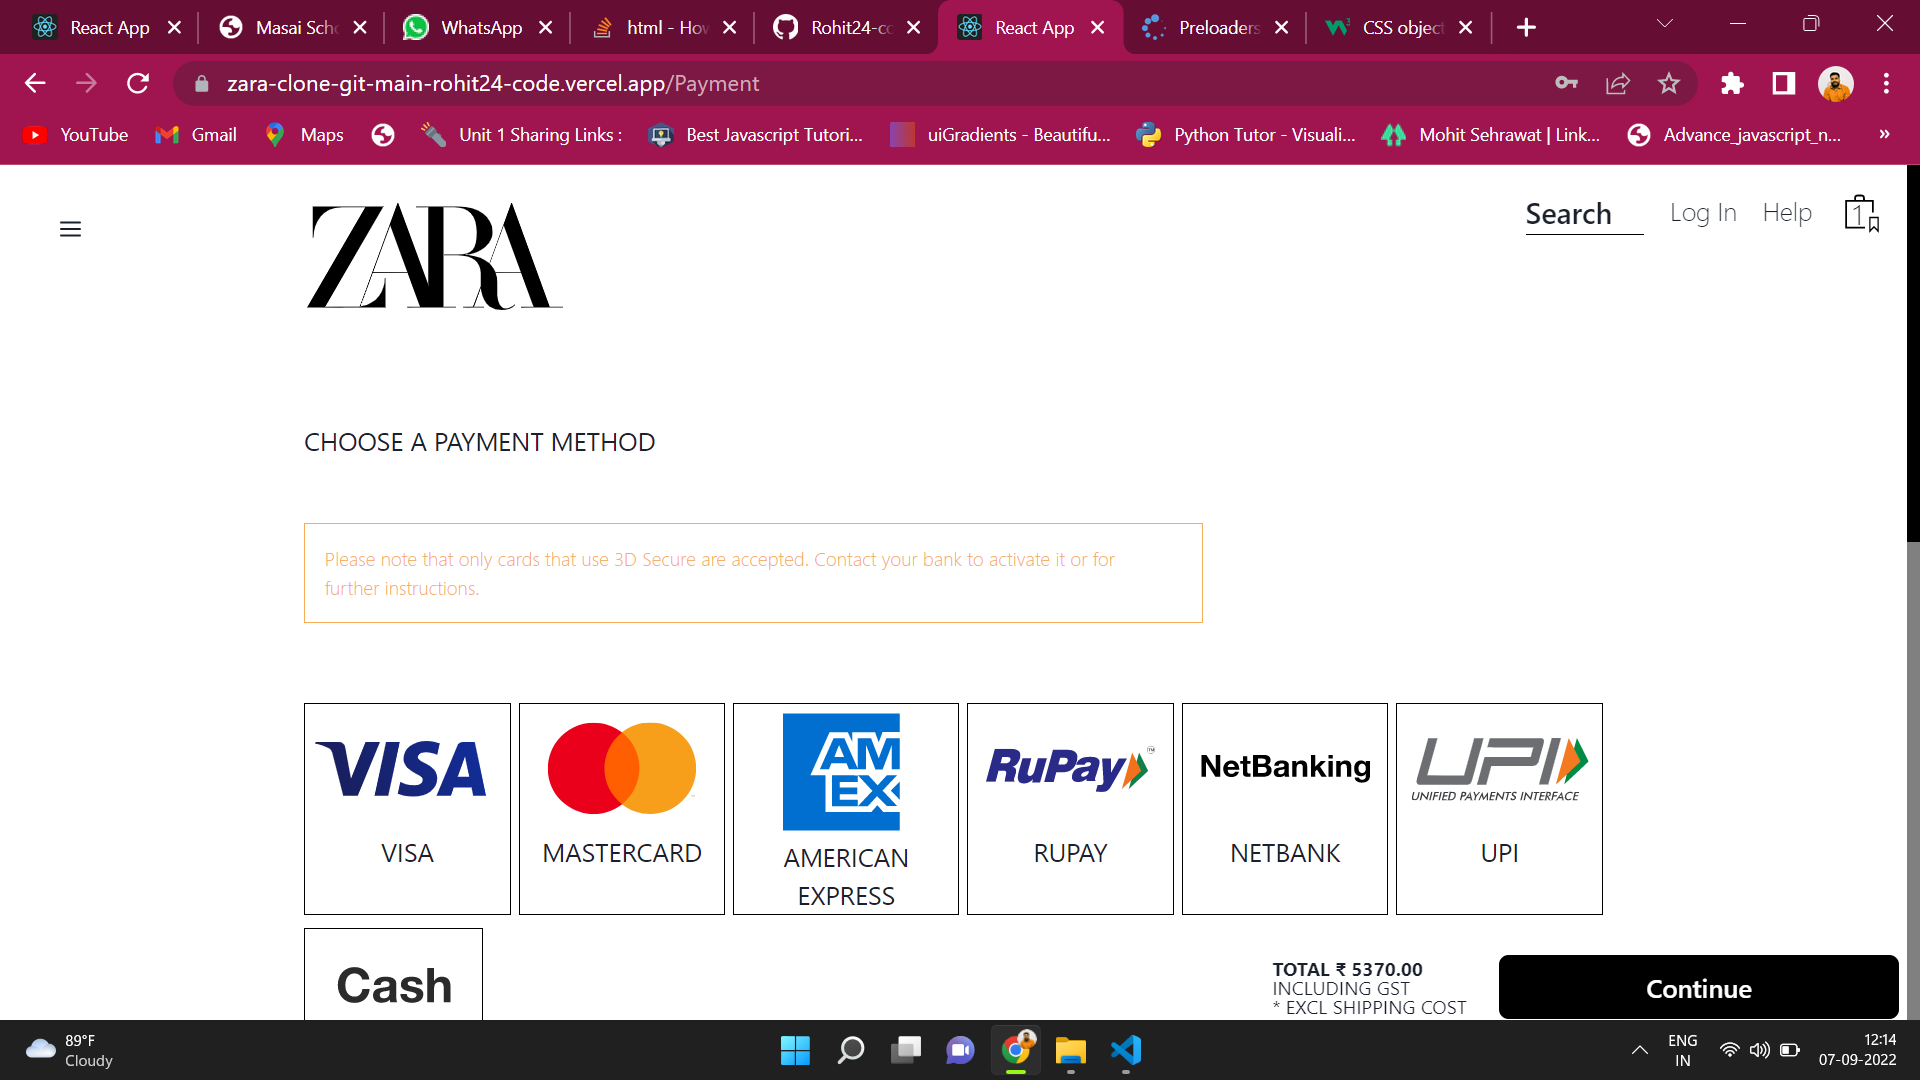 React App
Masai Sch
WhatsApp
html - How
Rohit24-co
React App
Preloaders
CSS object
zara-clone-git-main-rohit24-code.vercel.app/Payment
YouTube
Gmail
Maps
Unit 1 Sharing Links :
Best Javascript Tutori...
uiGradients - Beautifu...
Python Tutor - Visuali...
Mohit Sehrawat | Link...
Advance_javascript_n...
»
ZARA
Search
Log In
Help
1
CHOOSE A PAYMENT METHOD
Please note that only cards that use 3D Secure are accepted. Contact your bank to activate it or for
further instructions.
VISA
VISA
MASTERCARD
AM
EX
AMERICAN
EXPRESS
RuPay
TM
RUPAY
NetBanking
NETBANK
UPI
UNIFIED PAYMENTS INTERFACE
UPI
Cash
TOTAL ₹ 5370.00
INCLUDING GST
* EXCL SHIPPING COST
Continue
89°F
Cloudy
ENG
IN
12:14
07-09-2022